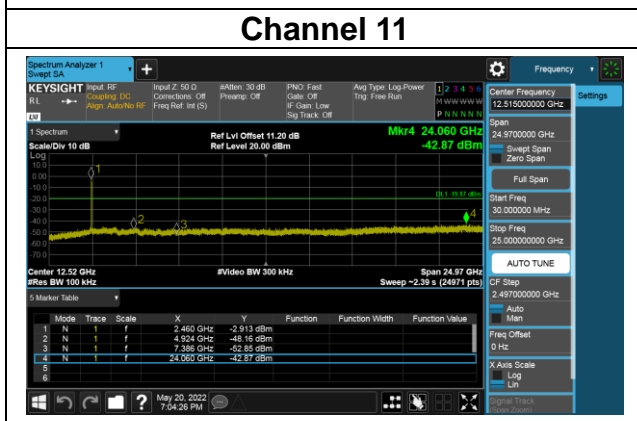 Channel 11
Spectrum Analyzer 1
Swept SA
Frequency
KEYSIGHT
RL
Input: RF
Coupling: DC
Align: Auto/No RF
Input Z: 50 Ω
Corrections: Off
Freq Ref: Int (S)
#Atten: 30 dB
Preamp: Off
PNO: Fast
Gate: Off
IF Gain: Low
Sig Track: Off
Avg Type: Log-Power
Trig: Free Run
1 2 3 4 5 6
M W W W W W
P N N N N N
Center Frequency
12.515000000 GHz
Settings
Span
24.9700000 GHz
Swept Span
Zero Span
Full Span
Start Freq
30.000000 MHz
Stop Freq
25.000000000 GHz
AUTO TUNE
CF Step
2.497000000 GHz
Auto
Man
Freq Offset
0 Hz
X Axis Scale
Log
Lin
Signal Track
(Span Zoom)
1 Spectrum
Scale/Div 10 dB
Ref Lvl Offset 11.20 dB
Ref Level 20.00 dBm
Mkr4 24.060 GHz
-42.87 dBm
Log
10.0
0.00
-10.0
-20.0
-30.0
-40.0
-50.0
-60.0
-70.0
1
2
3
4
Center 12.52 GHz
#Res BW 100 kHz
#Video BW 300 kHz
Span 24.97 GHz
Sweep ~2.39 s (24971 pts)
5 Marker Table
Mode Trace Scale X Y Function Function Width Function Value
1 N 1 f 2.460 GHz -2.913 dBm
2 N 1 f 4.924 GHz -48.16 dBm
3 N 1 f 7.386 GHz -52.85 dBm
4 N 1 f 24.060 GHz -42.87 dBm
5
6
?
May 20, 2022
7:04:26 PM